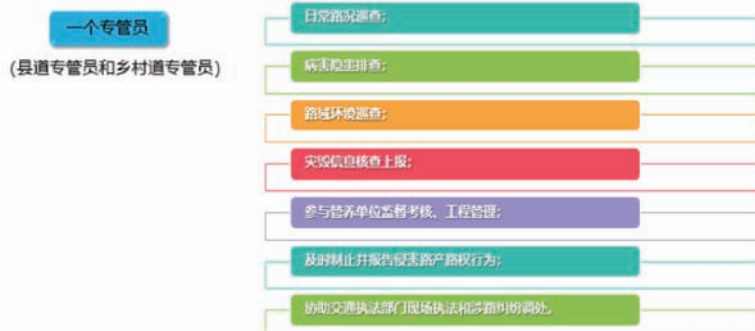 一个专管员
(县道专管员和乡村道专管员)
日常路况巡查;
病害隐患排查;
路域环境巡查;
灾毁信息核查上报;
参与管养单位监督考核、工程管理;
及时制止并报告侵害路产路权行为;
协助交通执法部门现场执法和涉路纠纷调处。